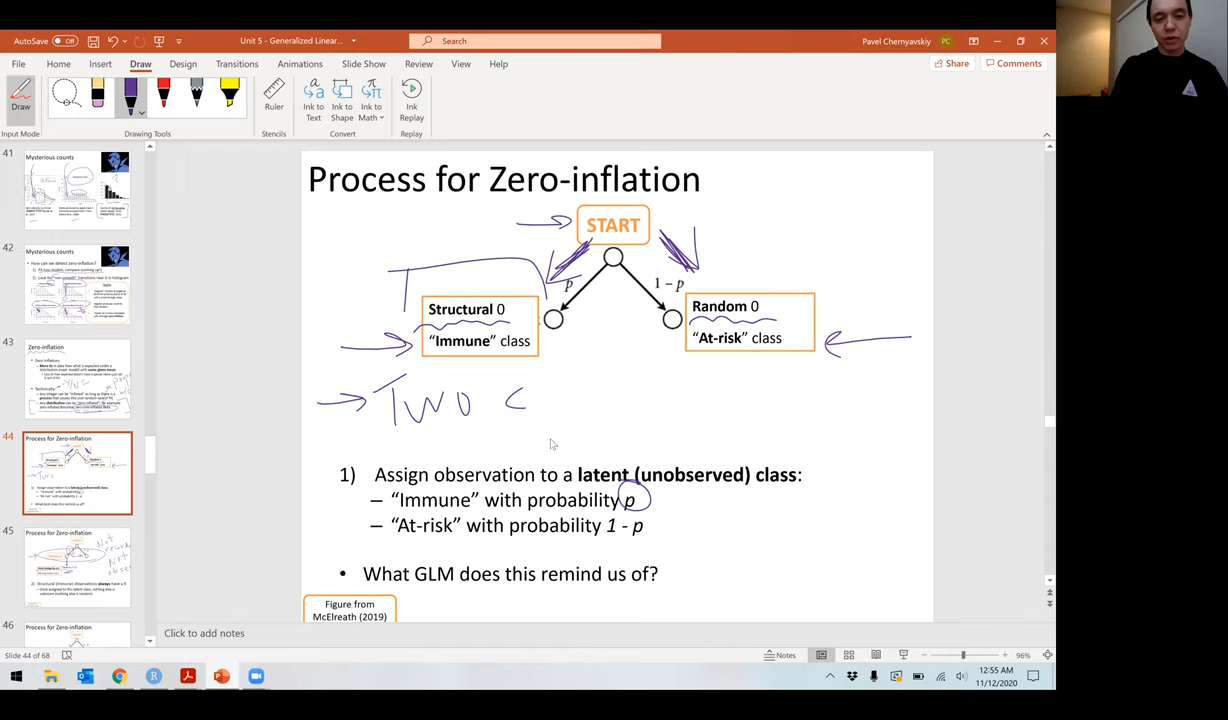 AutoSave Off Unit 5 - Generalized Linear... Search Pavel Chernyavskiy PC
File Home Insert Draw Design Transitions Animations Slide Show Review View Help Share Comments
Draw Ruler Ink to Text Ink to Shape Ink to Math Ink Replay
Input Mode Drawing Tools Stencils Convert Replay
41
Mysterious counts
42
Mysterious counts
How can we detect zero-inflation?
43
Zero-inflation
44
Process for Zero-inflation
45
Process for Zero-inflation
46
Process for Zero-inflation
Process for Zero-inflation
START
p
1 − p
Structural 0
"Immune" class
Random 0
"At-risk" class
Two C
1) Assign observation to a latent (unobserved) class:
– "Immune" with probability p
– "At-risk" with probability 1 - p
• What GLM does this remind us of?
Figure from
McElreath (2019)
Click to add notes
Slide 44 of 68 Notes 96%
12:55 AM
11/12/2020